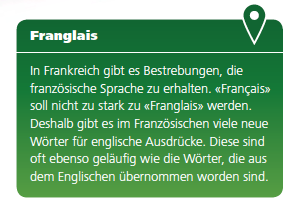 Franglais
In Frankreich gibt es Bestrebungen, die
französische Sprache zu erhalten. «Français»
soll nicht zu stark zu «Franglais» werden.
Deshalb gibt es im Französischen viele neue
Wörter für englische Ausdrücke. Diese sind
oft ebenso geläufig wie die Wörter, die aus
dem Englischen übernommen worden sind.